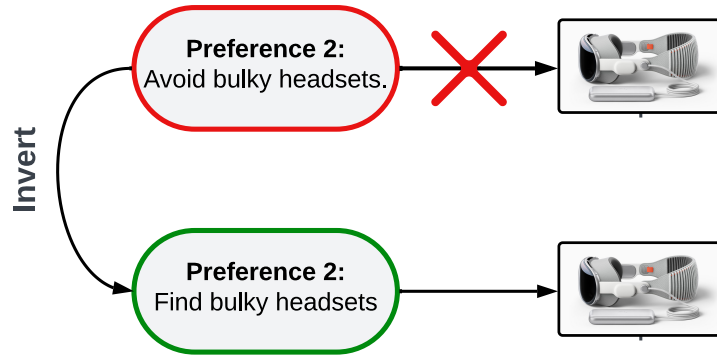 Preference 2:
Avoid bulky headsets.
Invert
Preference 2:
Find bulky headsets